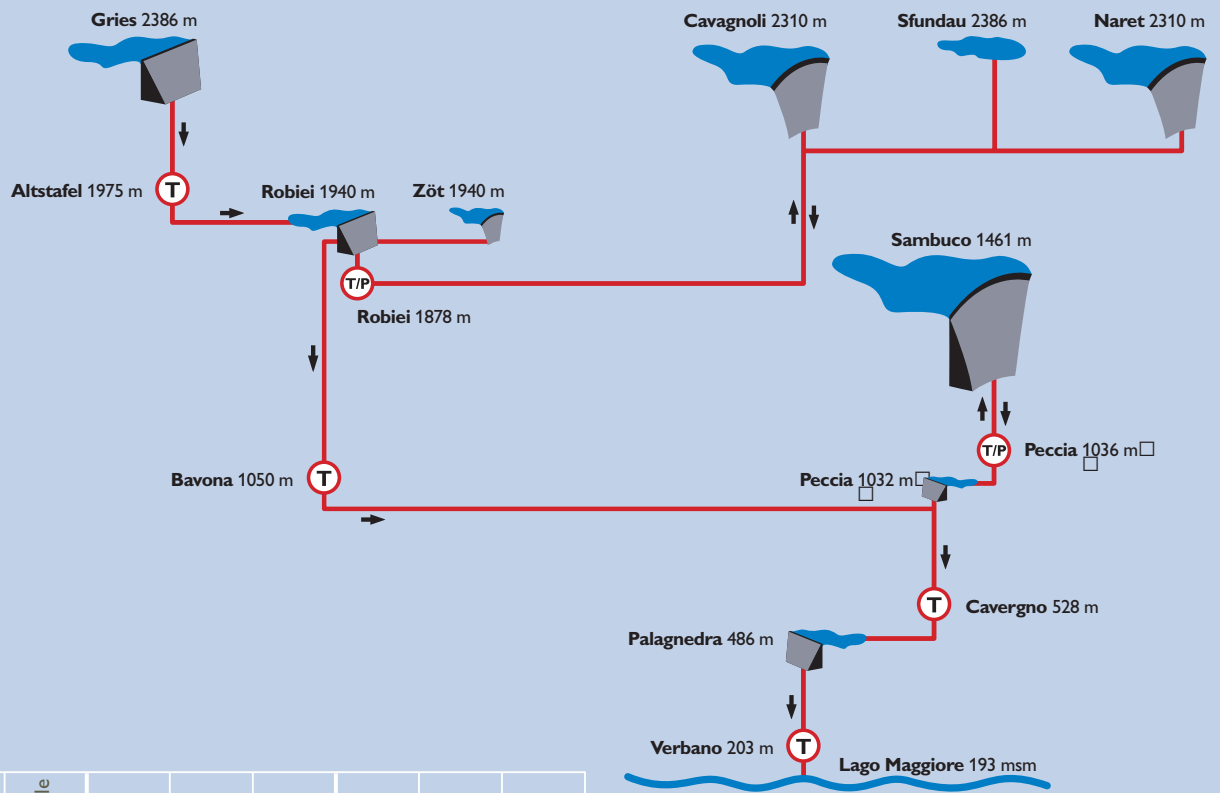 Gries 2386 m
Cavagnoli 2310 m
Sfundau 2386 m
Naret 2310 m
Altstafel 1975 m
T
Robiei 1940 m
Zöt 1940 m
Sambuco 1461 m
T/P
Robiei 1878 m
T/P
Peccia 1036 m□
□
Bavona 1050 m
T
Peccia 1032 m□
□
T
Cavergno 528 m
Palagnedra 486 m
Verbano 203 m
T
Lago Maggiore 193 msm